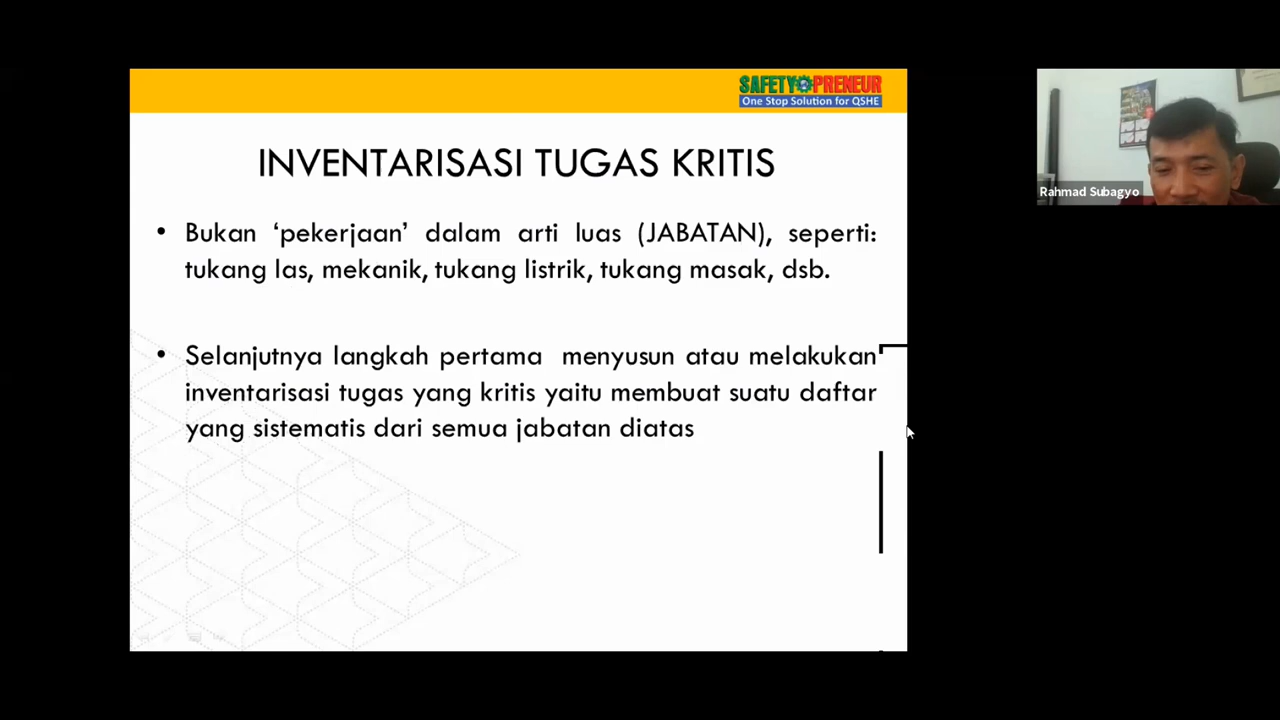 SAFETY PRENEUR
One Stop Solution for QSHE
INVENTARISASI TUGAS KRITIS
• Bukan ‘pekerjaan’ dalam arti luas (JABATAN), seperti:
tukang las, mekanik, tukang listrik, tukang masak, dsb.
• Selanjutnya langkah pertama menyusun atau melakukan
inventarisasi tugas yang kritis yaitu membuat suatu daftar
yang sistematis dari semua jabatan diatas
Rahmad Subagyo